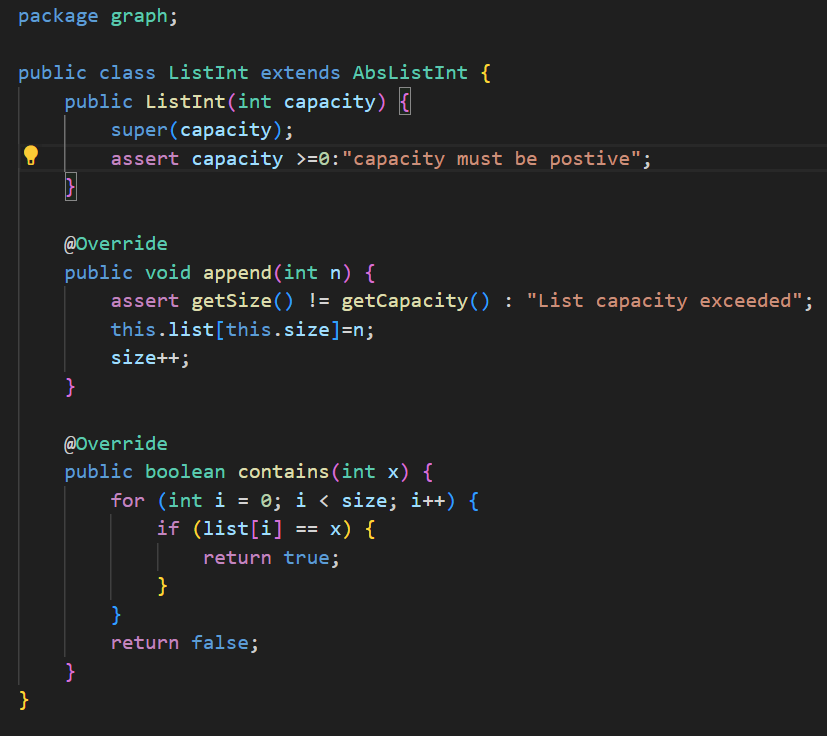 package graph;
public class ListInt extends AbsListInt {
public ListInt(int capacity) {
super(capacity);
assert capacity >=0:"capacity must be postive";
}
@Override
public void append(int n) {
assert getSize() != getCapacity() : "List capacity exceeded";
this.list[this.size]=n;
size++;
}
@Override
public boolean contains(int x) {
for (int i = 0; i < size; i++) {
if (list[i] == x) {
return true;
}
}
return false;
}
}